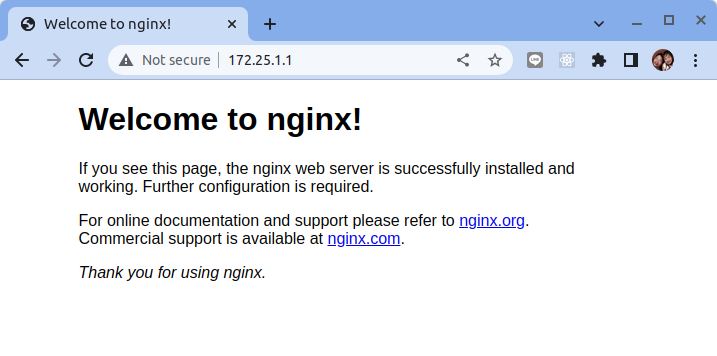 Welcome to nginx!
Not secure | 172.25.1.1
Welcome to nginx!
If you see this page, the nginx web server is successfully installed and
working. Further configuration is required.
For online documentation and support please refer to nginx.org.
Commercial support is available at nginx.com.
Thank you for using nginx.